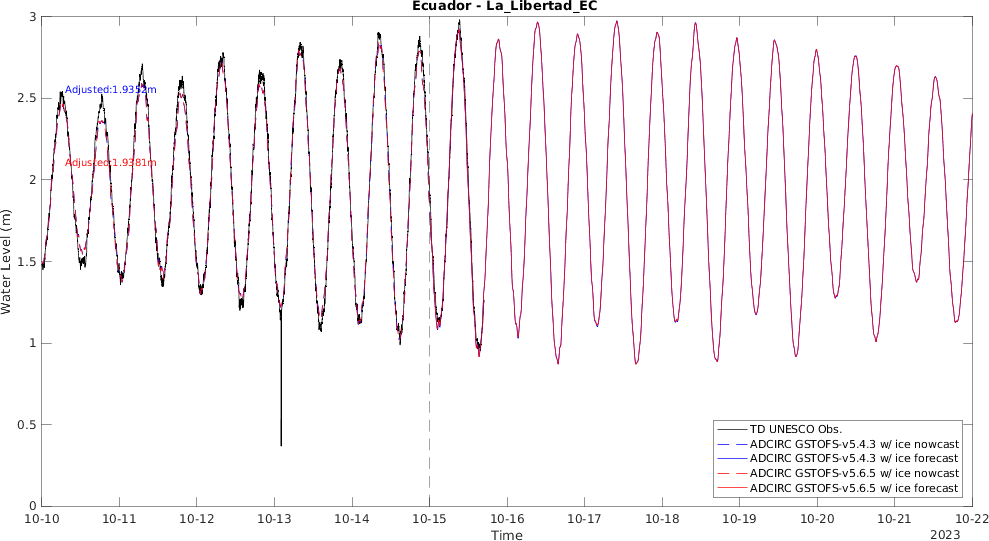 Ecuador - La_Libertad_EC
3
2.5
2
1.5
1
0.5
0
Water Level (m)
Adjusted:1.9352m
Adjusted:1.9381m
TD UNESCO Obs.
ADCIRC GSTOFS-v5.4.3 w/ ice nowcast
ADCIRC GSTOFS-v5.4.3 w/ ice forecast
ADCIRC GSTOFS-v5.6.5 w/ ice nowcast
ADCIRC GSTOFS-v5.6.5 w/ ice forecast
10-10 10-11 10-12 10-13 10-14 10-15 10-16 10-17 10-18 10-19 10-20 10-21 10-22
Time
2023